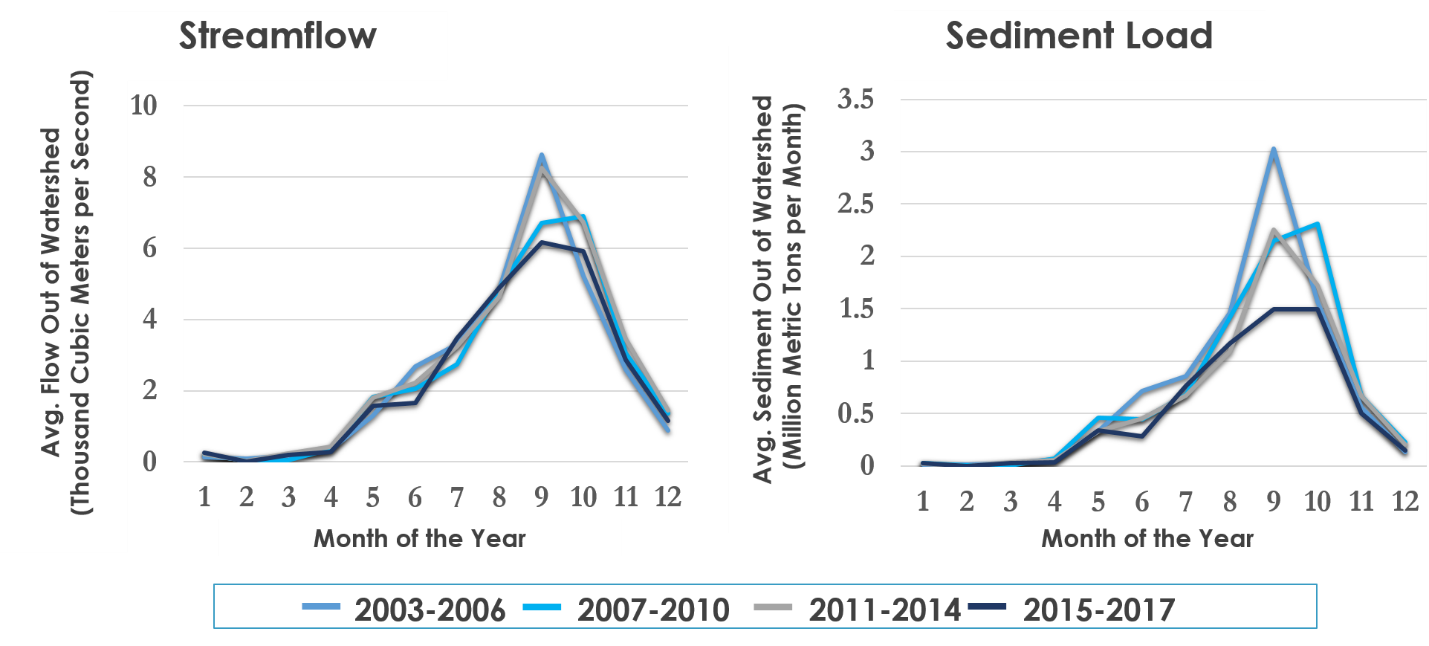 Streamflow
Avg. Flow Out of Watershed
(Thousand Cubic Meters per Second)
10
8
6
4
2
0
1 2 3 4 5 6 7 8 9 10 11 12
Month of the Year
Sediment Load
Avg. Sediment Out of Watershed
(Million Metric Tons per Month)
3.5
3
2.5
2
1.5
1
0.5
0
1 2 3 4 5 6 7 8 9 10 11 12
Month of the Year
2003-2006 2007-2010 2011-2014 2015-2017